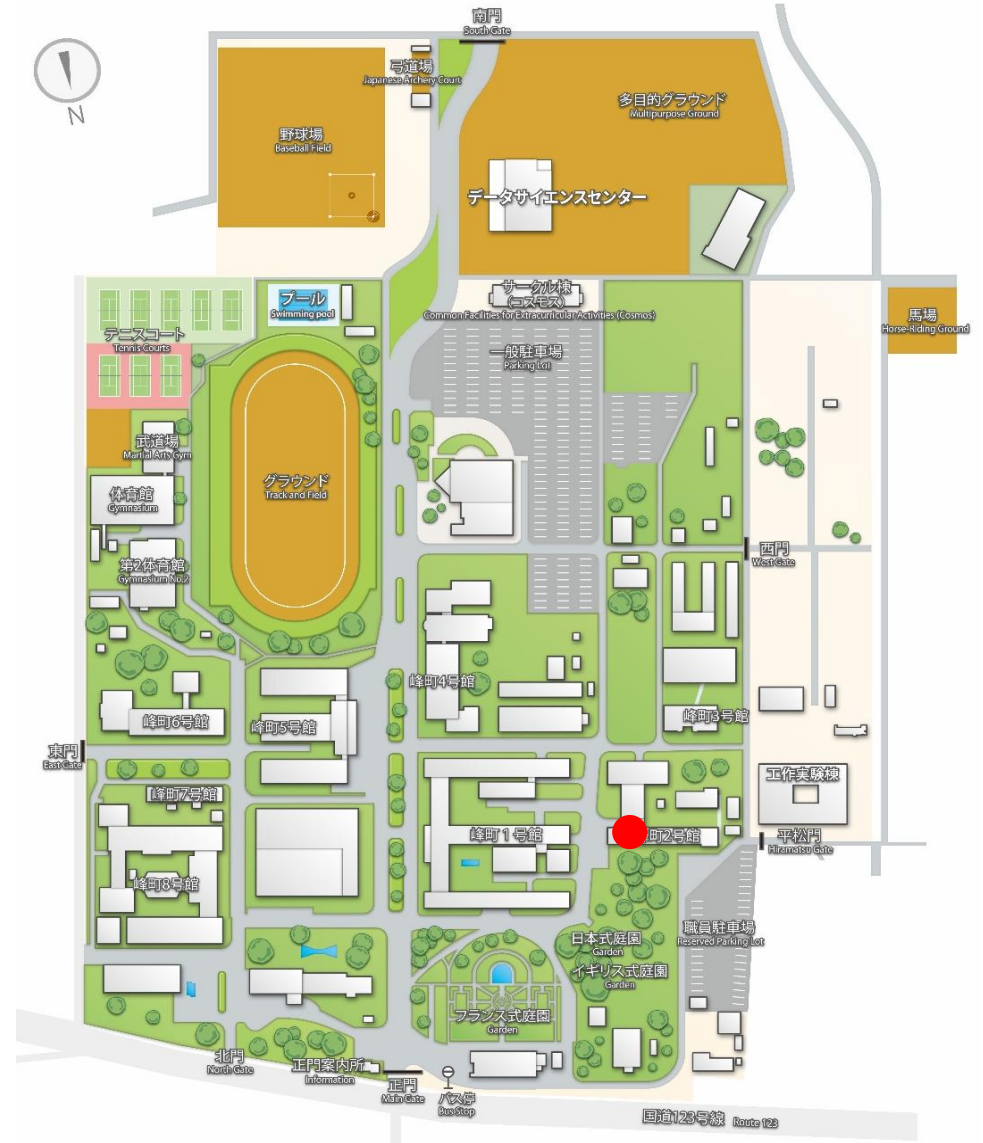 南門
South Gate
弓道場
Japanese Archery Court
多目的グラウンド
Multipurpose Ground
N
野球場
Baseball Field
データサイエンスセンター
プール
Swimming pool
サークル棟
(コスモス)
Common Facilities for Extracurricular Activities (Cosmos)
馬場
Horse-Riding Ground
テニスコート
Tennis Courts
一般駐車場
Parking Lot
武道場
Martial Arts Gym
グラウンド
Track and Field
体育館
Gymnasium
西門
West Gate
第2体育館
Gymnasium No.2
峰町4号館
峰町6号館
峰町5号館
峰町3号館
東門
East Gate
工作実験棟
峰町7号館
峰町1号館
町2号館
平松門
Hiramatsu Gate
峰町8号館
職員駐車場
Reserved Parking Lot
日本式庭園
Garden
イギリス式庭園
Garden
フランス式庭園
Garden
北門
North Gate
正門案内所
Information
正門
Main Gate
バス停
Bus Stop
国道123号線 Route 123